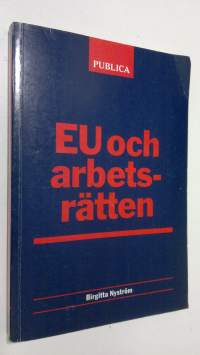 PUBLICA
EU och
arbets-
rätten
Birgitta Nyström